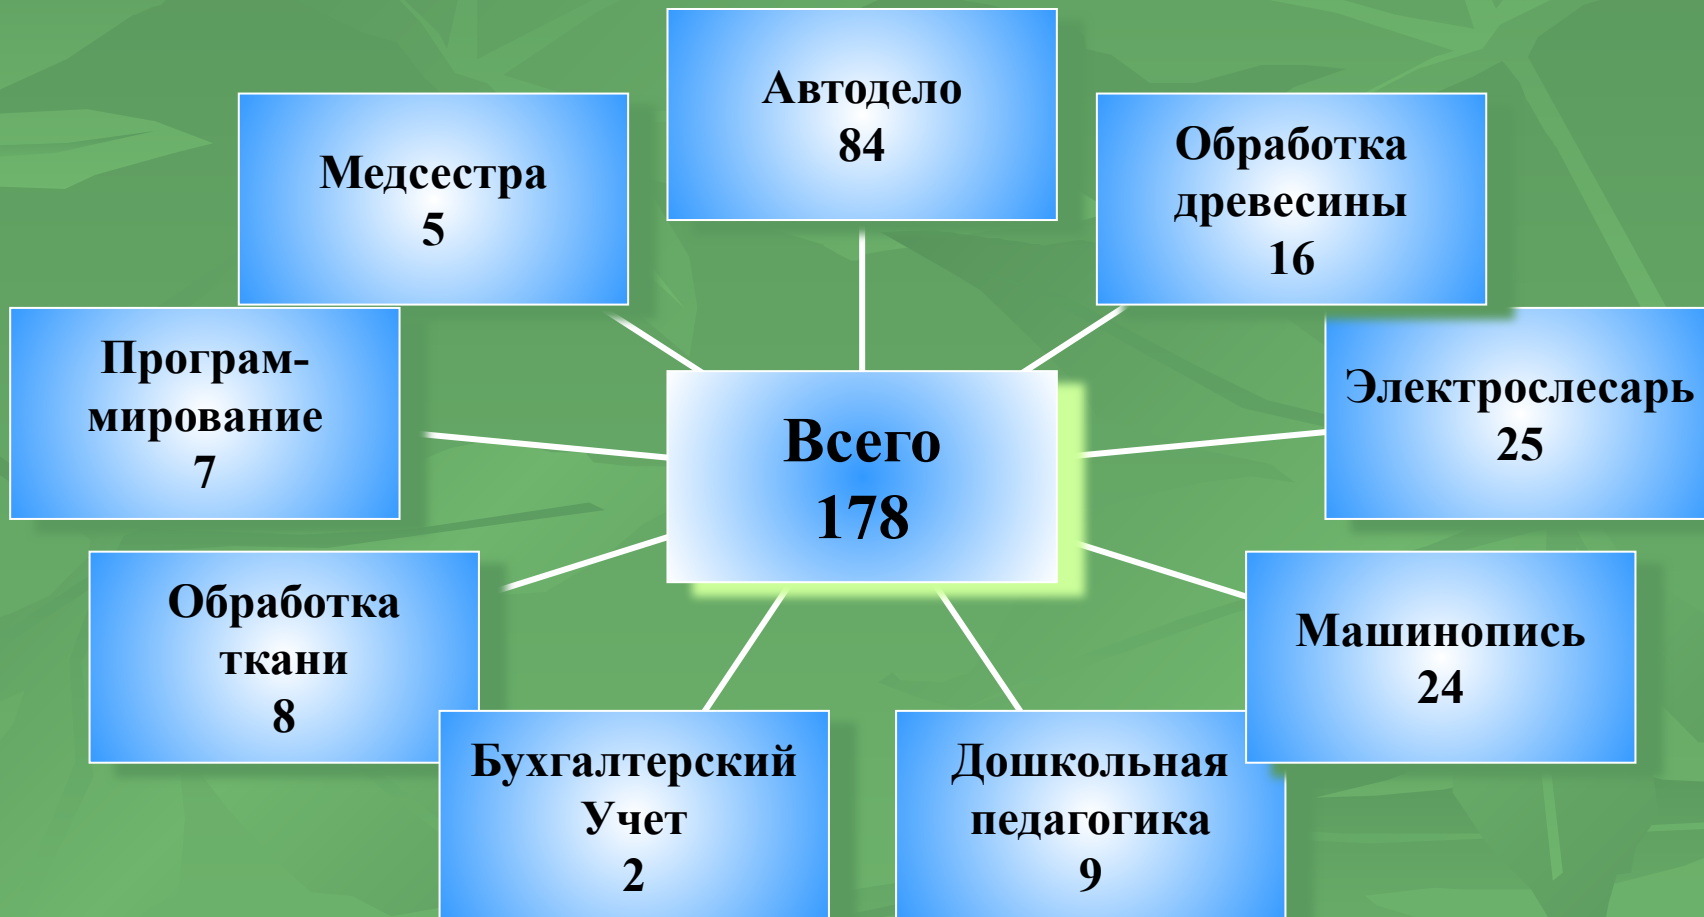 Автодело
84
Обработка
древесины
16
Электрослесарь
25
Машинопись
24
Дошкольная
педагогика
9
Бухгалтерский
Учет
2
Обработка
ткани
8
Програм-
мирование
7
Медсестра
5
Всего
178